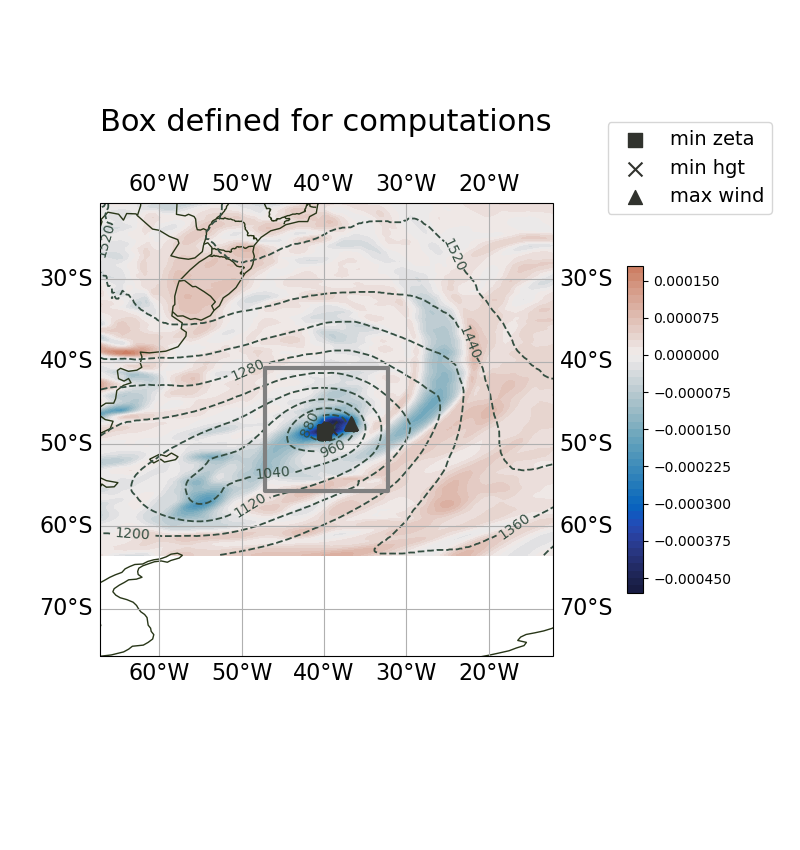 Box defined for computations
min zeta
min hgt
max wind
60°W 50°W 40°W 30°W 20°W
1520
1520
30°S 30°S
0.000150
0.000075
1440
40°S 40°S
0.000000
1280
−0.000075
−0.000150
880
50°S 50°S
960
−0.000225
1040
1120
−0.000300
60°S 60°S
1200
1360
−0.000375
−0.000450
70°S 70°S
60°W 50°W 40°W 30°W 20°W